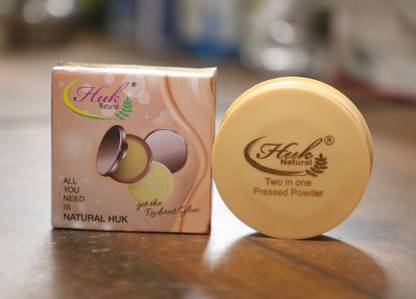 Huk®
Natural
ALL
YOU
NEED
IS
NATURAL HUK
get the
Radiant Glow
Huk®
Natural
Two in one
Pressed Powder